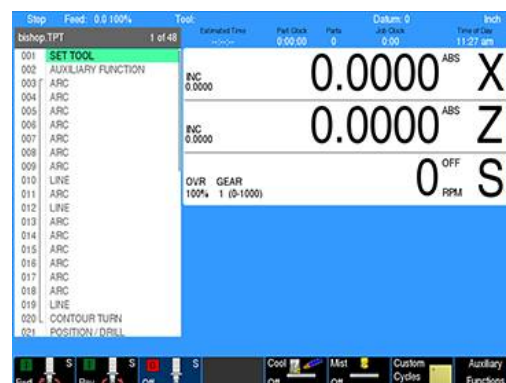 Stop Feed: 0.0 100% Tool: Datum: 0 Inch
bishop.TPT 1 of 48
Estimated Time Part Clock Parts Job Clock Time of Day
--:--:-- 0:00:00 0 0:00 11:27 am
001 SET TOOL
002 AUXILIARY FUNCTION
003 ARC
004 ARC
005 ARC
006 ARC
007 ARC
008 ARC
009 ARC
010 LINE
011 ARC
012 LINE
013 ARC
014 ARC
015 ARC
016 ARC
017 ARC
018 ARC
019 LINE
020 CONTOUR TURN
021 POSITION / DRILL
INC
0.0000
0.0000 ABS X
INC
0.0000
0.0000 ABS Z
OVR GEAR
100% 1 (0-1000)
0 OFF RPM S
S S S Cool Mist Custom Auxiliary
Fwd Rev Off Off Off Cycles Functions